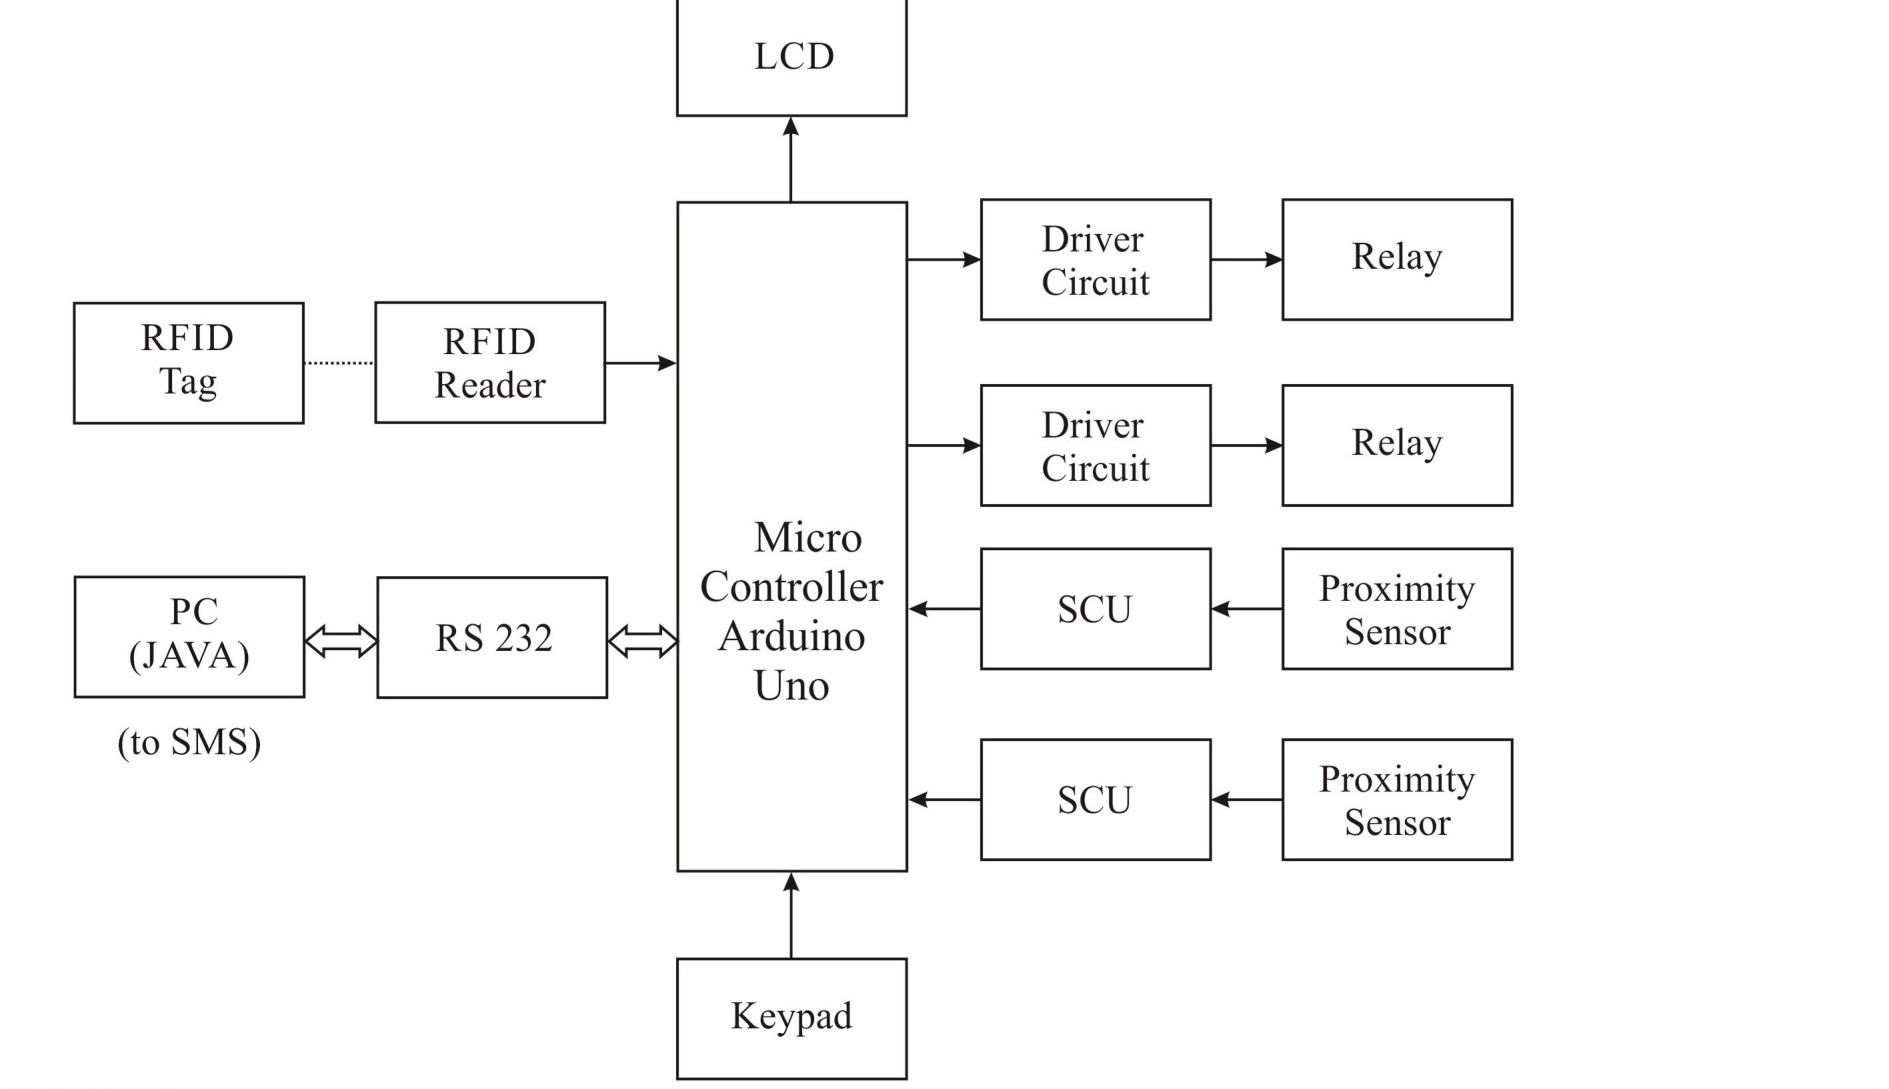 LCD
Driver
Circuit
Relay
RFID
Tag
RFID
Reader
Driver
Circuit
Relay
Micro
Controller
Arduino
Uno
PC
(JAVA)
RS 232
SCU
Proximity
Sensor
(to SMS)
SCU
Proximity
Sensor
Keypad